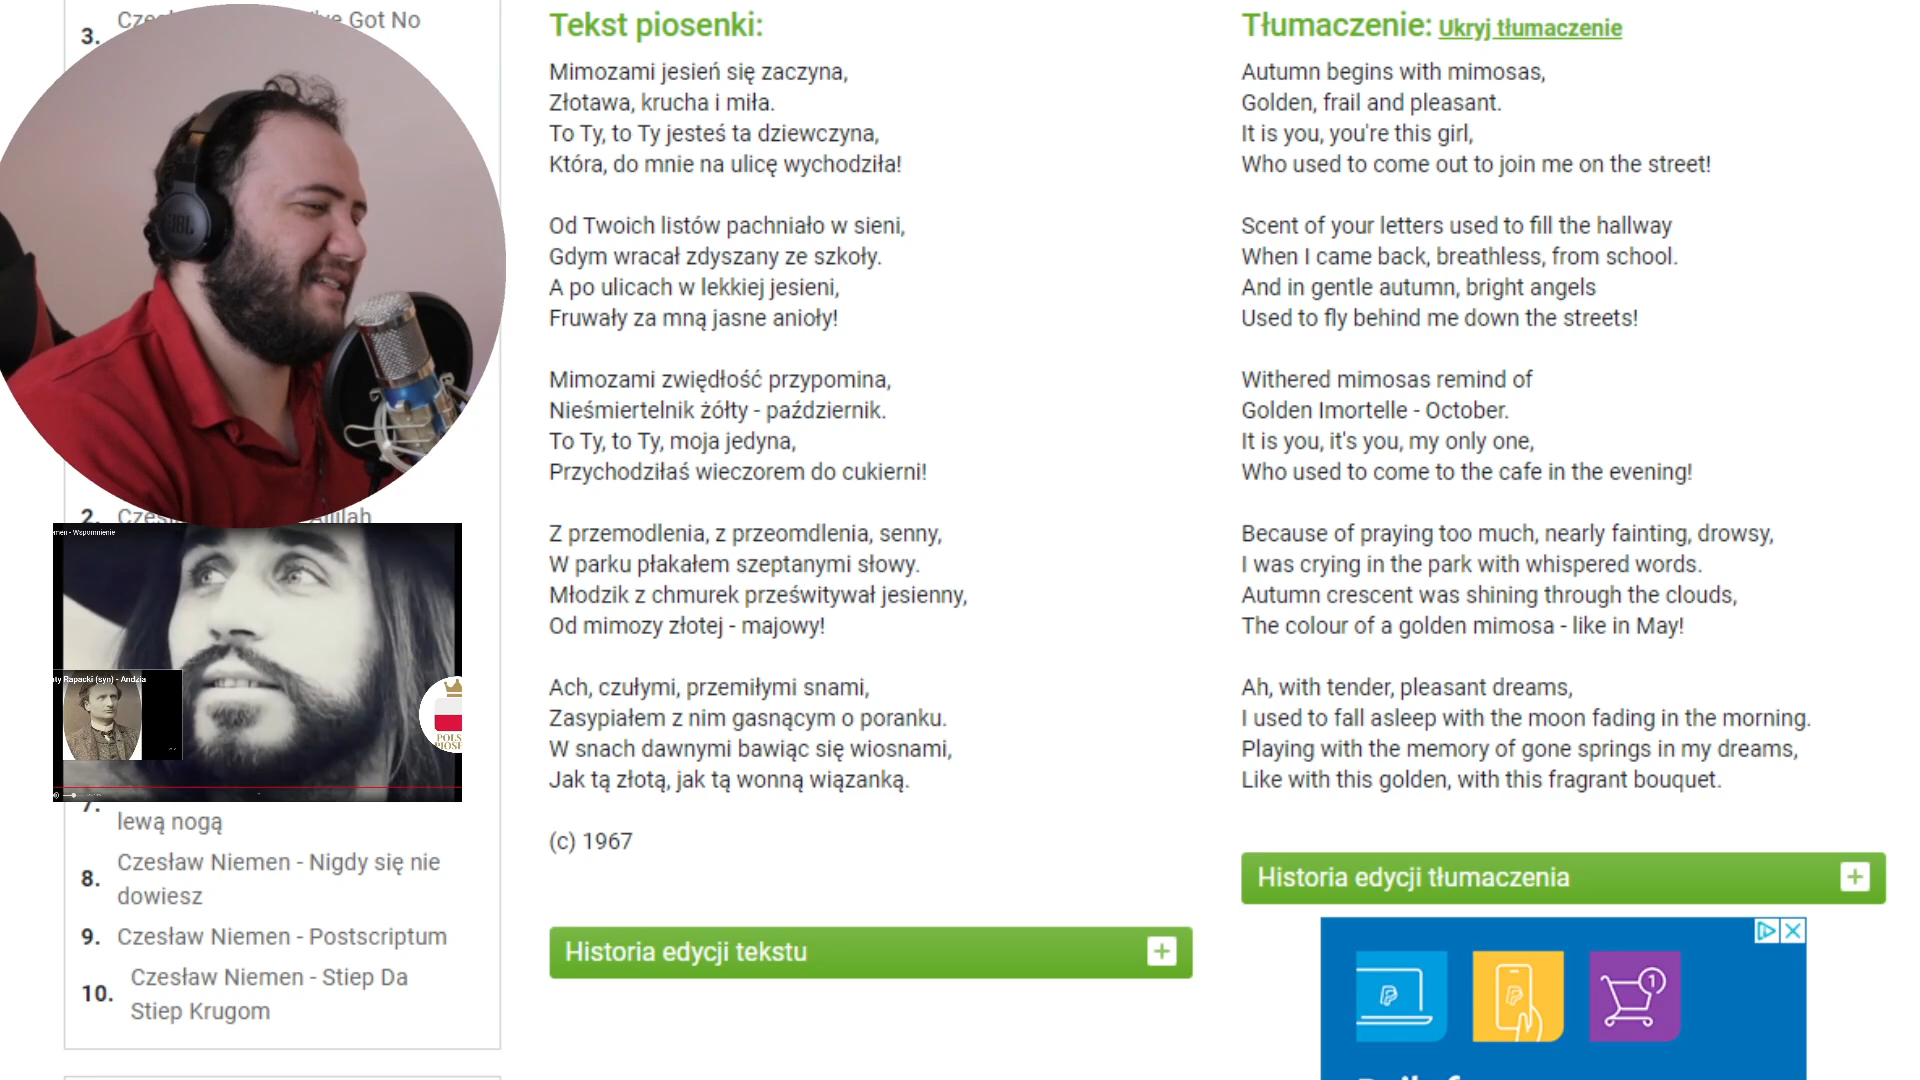 3.
Got No
2.
7.
lewą nogą
8. Czesław Niemen - Nigdy się nie
dowiesz
9. Czesław Niemen - Postscriptum
10. Czesław Niemen - Stiep Da
Stiep Krugom
JBL
- Wspomnienie
Rapacki (syn) - Andzia
Tekst piosenki:
Mimozami jesień się zaczyna,
Złotawa, krucha i miła.
To Ty, to Ty jesteś ta dziewczyna,
Która, do mnie na ulicę wychodziła!
Od Twoich listów pachniało w sieni,
Gdym wracał zdyszany ze szkoły.
A po ulicach w lekkiej jesieni,
Fruwały za mną jasne anioły!
Mimozami zwiędłość przypomina,
Nieśmiertelnik żółty - październik.
To Ty, to Ty, moja jedyna,
Przychodziłaś wieczorem do cukierni!
Z przemodlenia, z przeomdlenia, senny,
W parku płakałem szeptanymi słowy.
Młodzik z chmurek prześwitywał jesienny,
Od mimozy złotej - majowy!
Ach, czułymi, przemiłymi snami,
Zasypiałem z nim gasnącym o poranku.
W snach dawnymi bawiąc się wiosnami,
Jak tą złotą, jak tą wonną wiązanką.
(c) 1967
Historia edycji tekstu
Tłumaczenie: Ukryj tłumaczenie
Autumn begins with mimosas,
Golden, frail and pleasant.
It is you, you're this girl,
Who used to come out to join me on the street!
Scent of your letters used to fill the hallway
When I came back, breathless, from school.
And in gentle autumn, bright angels
Used to fly behind me down the streets!
Withered mimosas remind of
Golden Imortelle - October.
It is you, it's you, my only one,
Who used to come to the cafe in the evening!
Because of praying too much, nearly fainting, drowsy,
I was crying in the park with whispered words.
Autumn crescent was shining through the clouds,
The colour of a golden mimosa - like in May!
Ah, with tender, pleasant dreams,
I used to fall asleep with the moon fading in the morning.
Playing with the memory of gone springs in my dreams,
Like with this golden, with this fragrant bouquet.
Historia edycji tłumaczenia
1